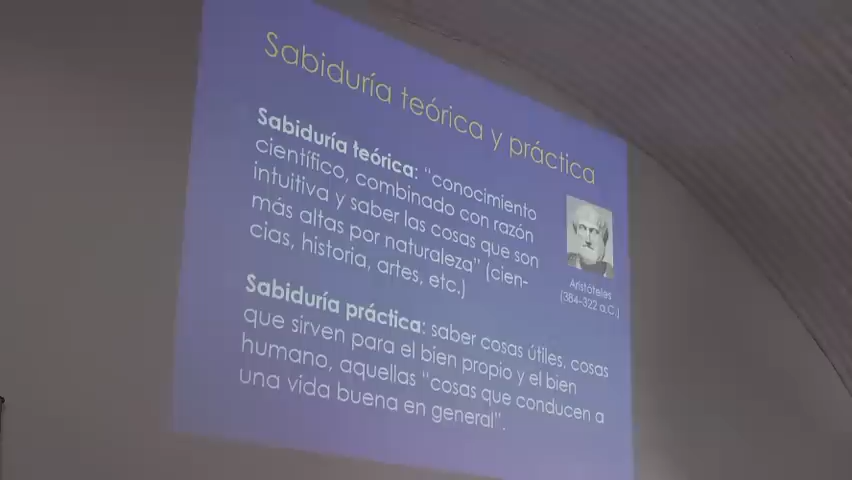 Sabiduría teórica y práctica
Sabiduría teórica: “conocimiento
científico, combinado con razón
intuitiva y saber las cosas que son
más altas por naturaleza” (cien-
cias, historia, artes, etc.)
Aristóteles
(384-322 a.C.)
Sabiduría práctica: saber cosas útiles, cosas
que sirven para el bien propio y el bien
humano, aquellas “cosas que conducen a
una vida buena en general”.